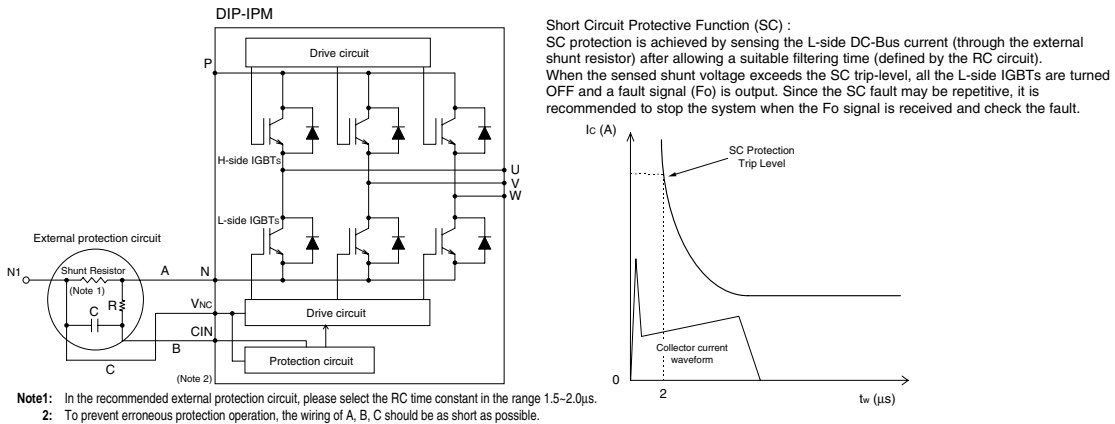 DIP-IPM
Drive circuit
P
H-side IGBTs
U
V
W
L-side IGBTs
External protection circuit
N1
Shunt Resistor
A
N
(Note 1)
R
C
VNC
Drive circuit
CIN
B
C
Protection circuit
(Note 2)
Short Circuit Protective Function (SC) :
SC protection is achieved by sensing the L-side DC-Bus current (through the external
shunt resistor) after allowing a suitable filtering time (defined by the RC circuit).
When the sensed shunt voltage exceeds the SC trip-level, all the L-side IGBTs are turned
OFF and a fault signal (Fo) is output. Since the SC fault may be repetitive, it is
recommended to stop the system when the Fo signal is received and check the fault.
IC (A)
SC Protection
Trip Level
Collector current
waveform
0
2
tw (μs)
Note1: In the recommended external protection circuit, please select the RC time constant in the range 1.5~2.0μs.
2: To prevent erroneous protection operation, the wiring of A, B, C should be as short as possible.